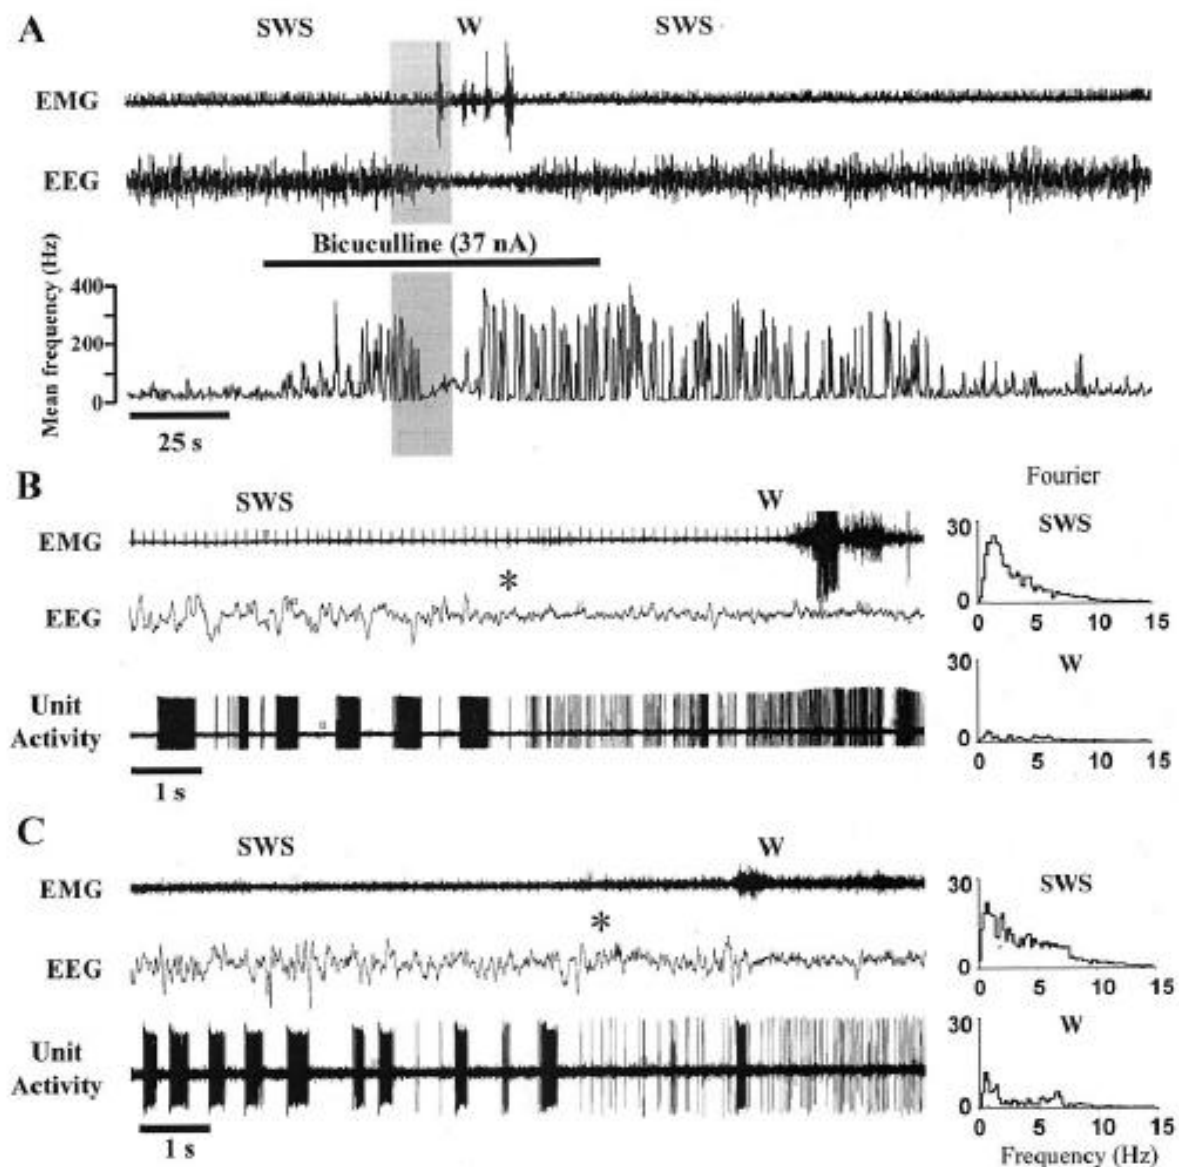 A
SWS W SWS
EMG
EEG
Bicuculline (37 nA)
Mean frequency (Hz)
400
200
0
25 s
B
SWS W
Fourier
EMG
*
EEG
30
SWS
0
0 5 10 15
Unit
Activity
30
W
0
0 5 10 15
1 s
C
SWS W
EMG
*
EEG
30
SWS
0
0 5 10 15
Unit
Activity
30
W
0
0 5 10 15
1 s
Frequency (Hz)